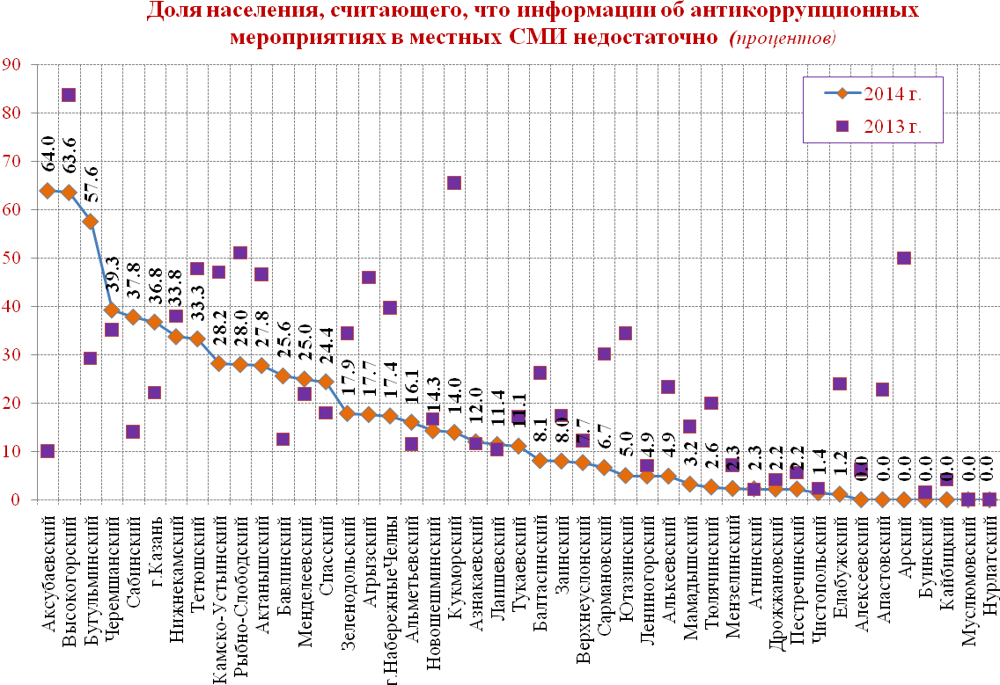 Доля населения, считающего, что информации об антикоррупционных
мероприятиях в местных СМИ недостаточно (процентов)
90
80
70
60
50
40
30
20
10
0
2014 г.
2013 г.
64.0
63.6
57.6
39.3
37.8
36.8
33.8
33.3
28.2
28.0
27.8
25.6
25.0
24.4
17.9
17.7
17.4
16.1
14.3
14.0
12.0
11.4
11.1
8.1
8.0
7.7
6.7
5.0
4.9
4.9
3.2
2.6
2.3
2.3
2.2
2.2
1.4
1.2
0.0
0.0
0.0
0.0
0.0
0.0
0.0
Аксубаевский
Высокогорский
Бугульминский
Черемшанский
Сабинский
г.Казань
Нижнекамский
Тетюшский
Камско-Устьинский
Рыбно-Слободский
Актанышский
Бавлинский
Менделеевский
Спасский
Зеленодольский
Агрызский
г.НабережныеЧелны
Альметьевский
Новошешминский
Кукморский
Азнакаевский
Лаишевский
Тукаевский
Балтасинский
Заинский
Верхнеуслонский
Сармановский
Ютазинский
Лениногорский
Алькеевский
Мамадышский
Тюлячинский
Мензелинский
Атнинский
Дрожжановский
Пестречинский
Чистопольский
Елабужский
Алексеевский
Апастовский
Арский
Буинский
Кайбицкий
Муслюмовский
Нурлатский